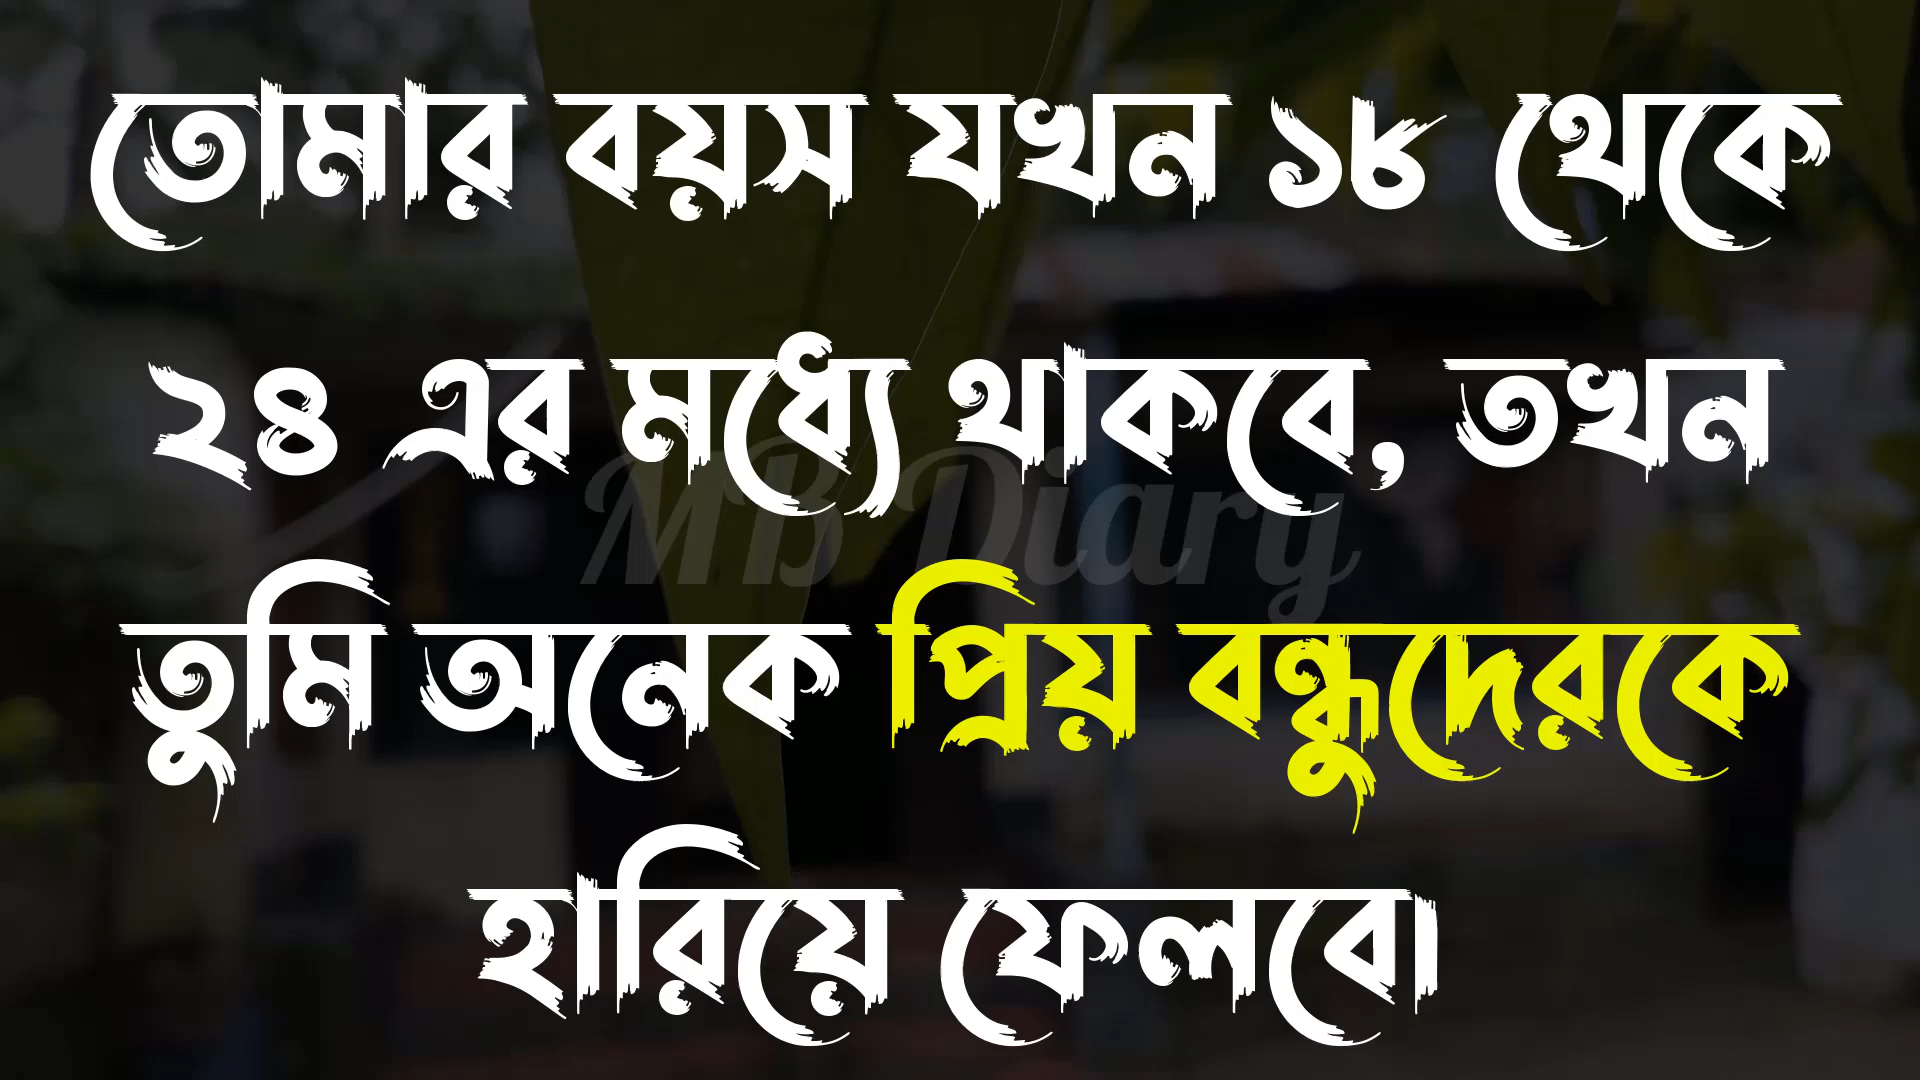 তোমার বয়স যখন ১৮ থেকে
২৪ এর মধ্যে থাকবে, তখন
MB Diary
তুমি অনেক প্রিয় বন্ধুদেরকে
হারিয়ে ফেলবে।